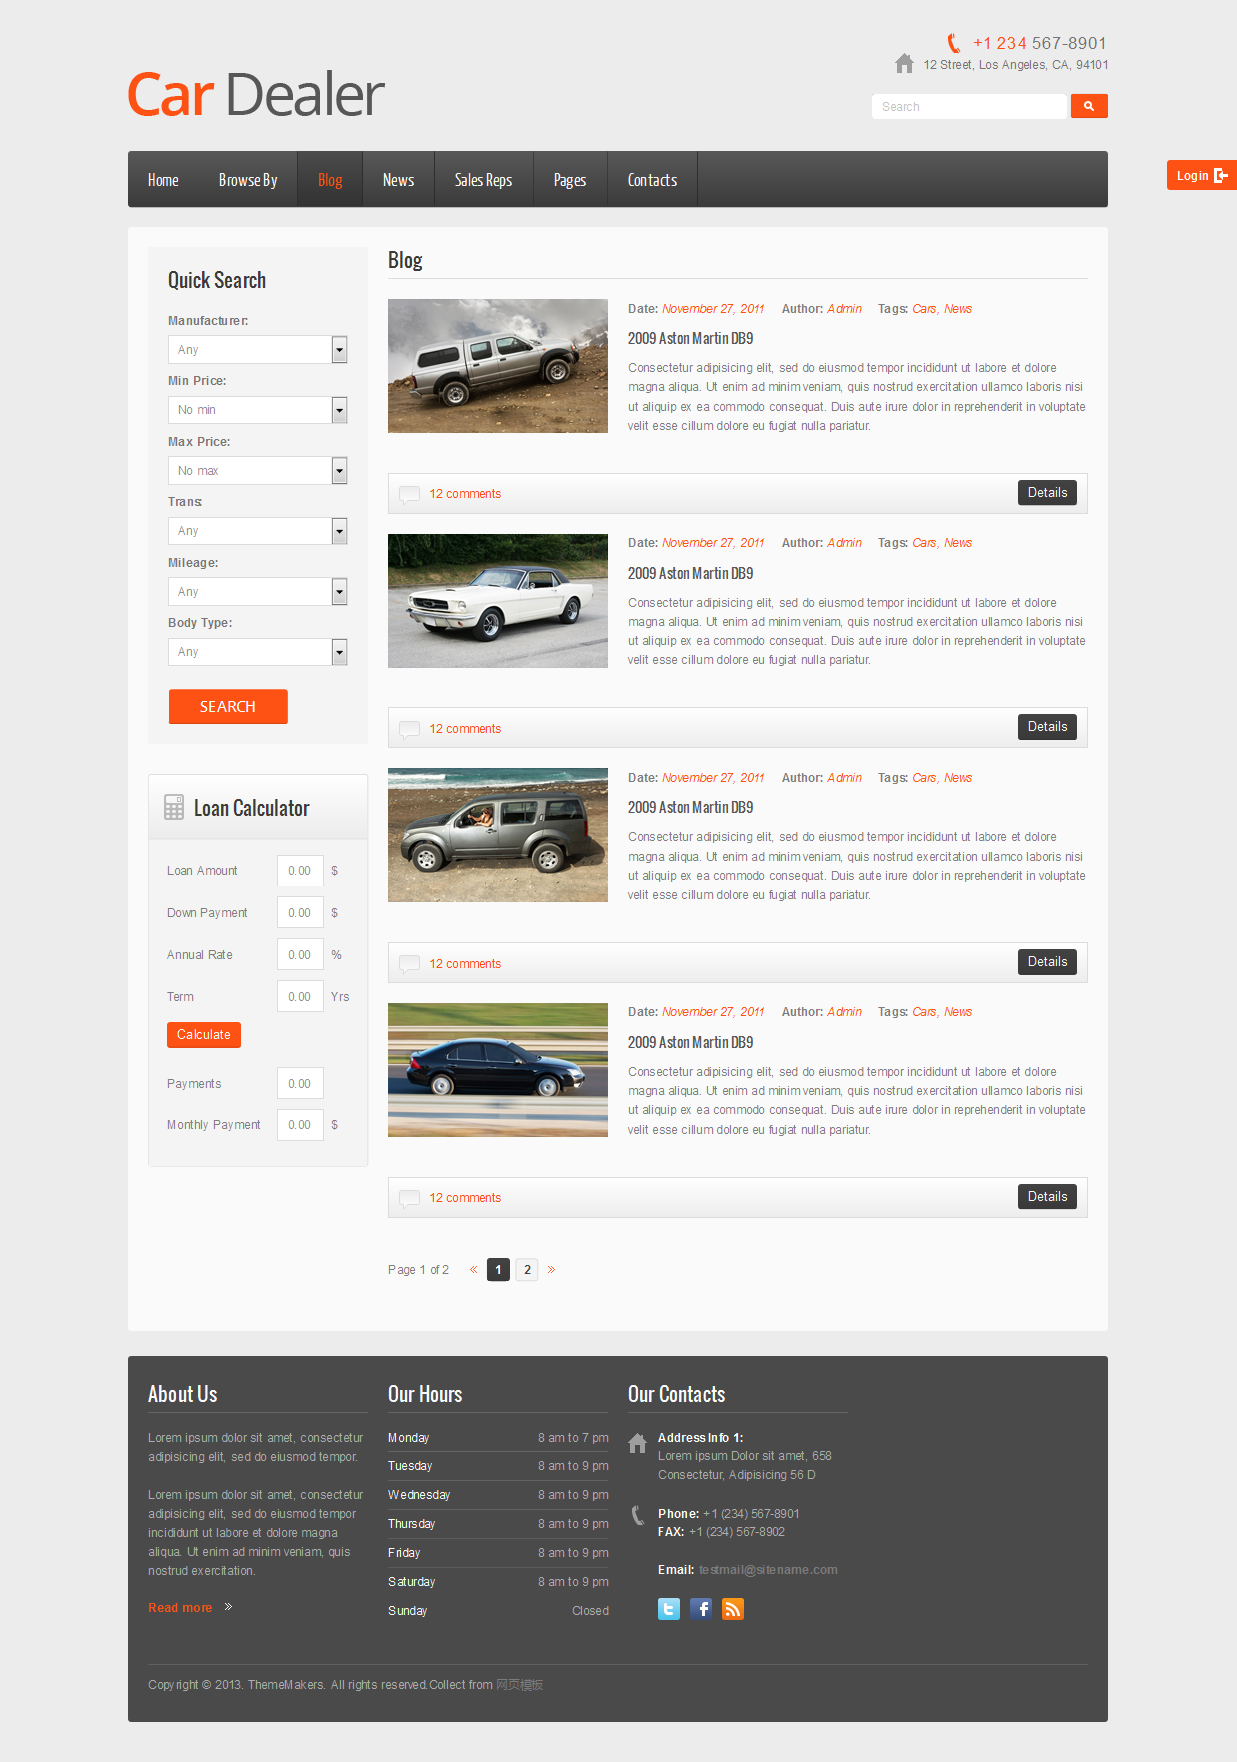 +1 234 567-8901
12 Street, Los Angeles, CA, 94101
Car Dealer
Search
Home Browse By Blog News Sales Reps Pages Contacts
Login
Quick Search
Manufacturer:
Any
Min Price:
No min
Max Price:
No max
Trans:
Any
Mileage:
Any
Body Type:
Any
SEARCH
Loan Calculator
Loan Amount 0.00 $
Down Payment 0.00 $
Annual Rate 0.00 %
Term 0.00 Yrs
Calculate
Payments 0.00
Monthly Payment 0.00 $
Blog
Date: November 27, 2011 Author: Admin Tags: Cars, News
2009 Aston Martin DB9
Consectetur adipisicing elit, sed do eiusmod tempor incididunt ut labore et dolore
magna aliqua. Ut enim ad minim veniam, quis nostrud exercitation ullamco laboris nisi
ut aliquip ex ea commodo consequat. Duis aute irure dolor in reprehenderit in voluptate
velit esse cillum dolore eu fugiat nulla pariatur.
12 comments Details
Date: November 27, 2011 Author: Admin Tags: Cars, News
2009 Aston Martin DB9
Consectetur adipisicing elit, sed do eiusmod tempor incididunt ut labore et dolore
magna aliqua. Ut enim ad minim veniam, quis nostrud exercitation ullamco laboris nisi
ut aliquip ex ea commodo consequat. Duis aute irure dolor in reprehenderit in voluptate
velit esse cillum dolore eu fugiat nulla pariatur.
12 comments Details
Date: November 27, 2011 Author: Admin Tags: Cars, News
2009 Aston Martin DB9
Consectetur adipisicing elit, sed do eiusmod tempor incididunt ut labore et dolore
magna aliqua. Ut enim ad minim veniam, quis nostrud exercitation ullamco laboris nisi
ut aliquip ex ea commodo consequat. Duis aute irure dolor in reprehenderit in voluptate
velit esse cillum dolore eu fugiat nulla pariatur.
12 comments Details
Date: November 27, 2011 Author: Admin Tags: Cars, News
2009 Aston Martin DB9
Consectetur adipisicing elit, sed do eiusmod tempor incididunt ut labore et dolore
magna aliqua. Ut enim ad minim veniam, quis nostrud exercitation ullamco laboris nisi
ut aliquip ex ea commodo consequat. Duis aute irure dolor in reprehenderit in voluptate
velit esse cillum dolore eu fugiat nulla pariatur.
12 comments Details
Page 1 of 2 « 1 2 »
About Us
Lorem ipsum dolor sit amet, consectetur
adipisicing elit, sed do eiusmod tempor.
Lorem ipsum dolor sit amet, consectetur
adipisicing elit, sed do eiusmod tempor
incididunt ut labore et dolore magna
aliqua. Ut enim ad minim veniam, quis
nostrud exercitation.
Read more »
Our Hours
Monday 8 am to 7 pm
Tuesday 8 am to 9 pm
Wednesday 8 am to 9 pm
Thursday 8 am to 9 pm
Friday 8 am to 9 pm
Saturday 8 am to 9 pm
Sunday Closed
Our Contacts
Address Info 1:
Lorem ipsum Dolor sit amet, 658
Consectetur, Adipisicing 56 D
Phone: +1 (234) 567-8901
FAX: +1 (234) 567-8902
Email: testmail@sitename.com
Copyright © 2013. ThemeMakers. All rights reserved.Collect from 网页模板